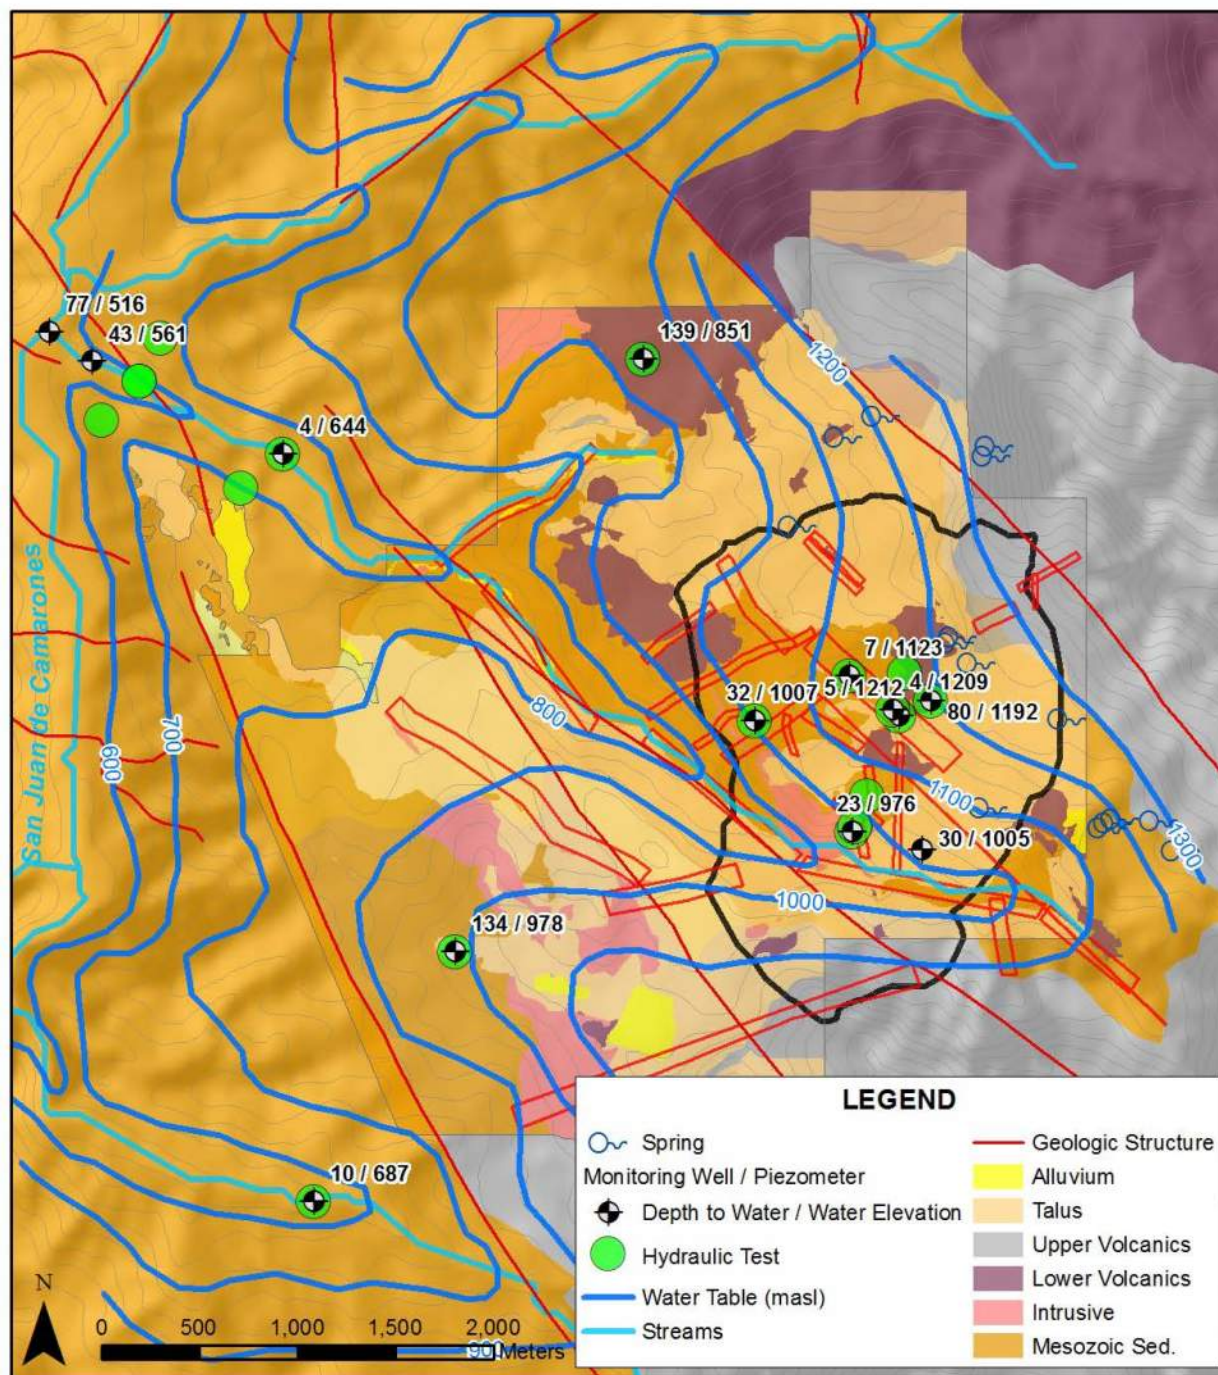 77 / 516
43 / 561
139 / 851
1200
4 / 644
San Juan de Camarones
7 / 1123
5 / 1212
4 / 1209
32 / 1007
80 / 1192
800
700
600
1100
23 / 976
30 / 1005
1300
1000
134 / 978
10 / 687
N
0 500 1,000 1,500 2,000
Meters
900
LEGEND
Spring
Monitoring Well / Piezometer
Depth to Water / Water Elevation
Hydraulic Test
Water Table (masl)
Streams
Geologic Structure
Alluvium
Talus
Upper Volcanics
Lower Volcanics
Intrusive
Mesozoic Sed.